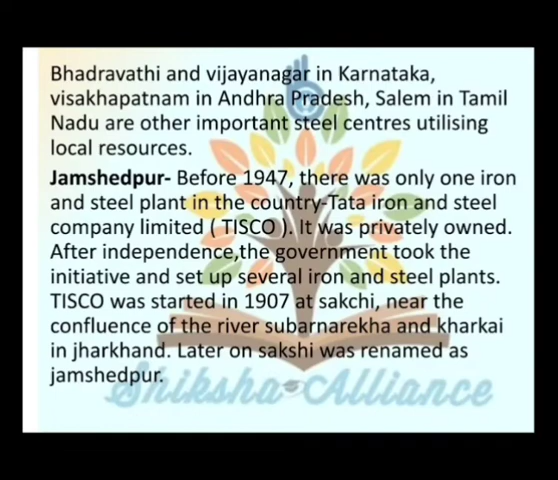 Bhadravathi and vijayanagar in Karnataka,
visakhapatnam in Andhra Pradesh, Salem in Tamil
Nadu are other important steel centres utilising
local resources.
Jamshedpur- Before 1947, there was only one iron
and steel plant in the country-Tata iron and steel
company limited ( TISCO ). It was privately owned.
After independence,the government took the
initiative and set up several iron and steel plants.
TISCO was started in 1907 at sakchi, near the
confluence of the river subarnarekha and kharkai
in jharkhand. Later on sakshi was renamed as
jamshedpur.
Shiksha Alliance